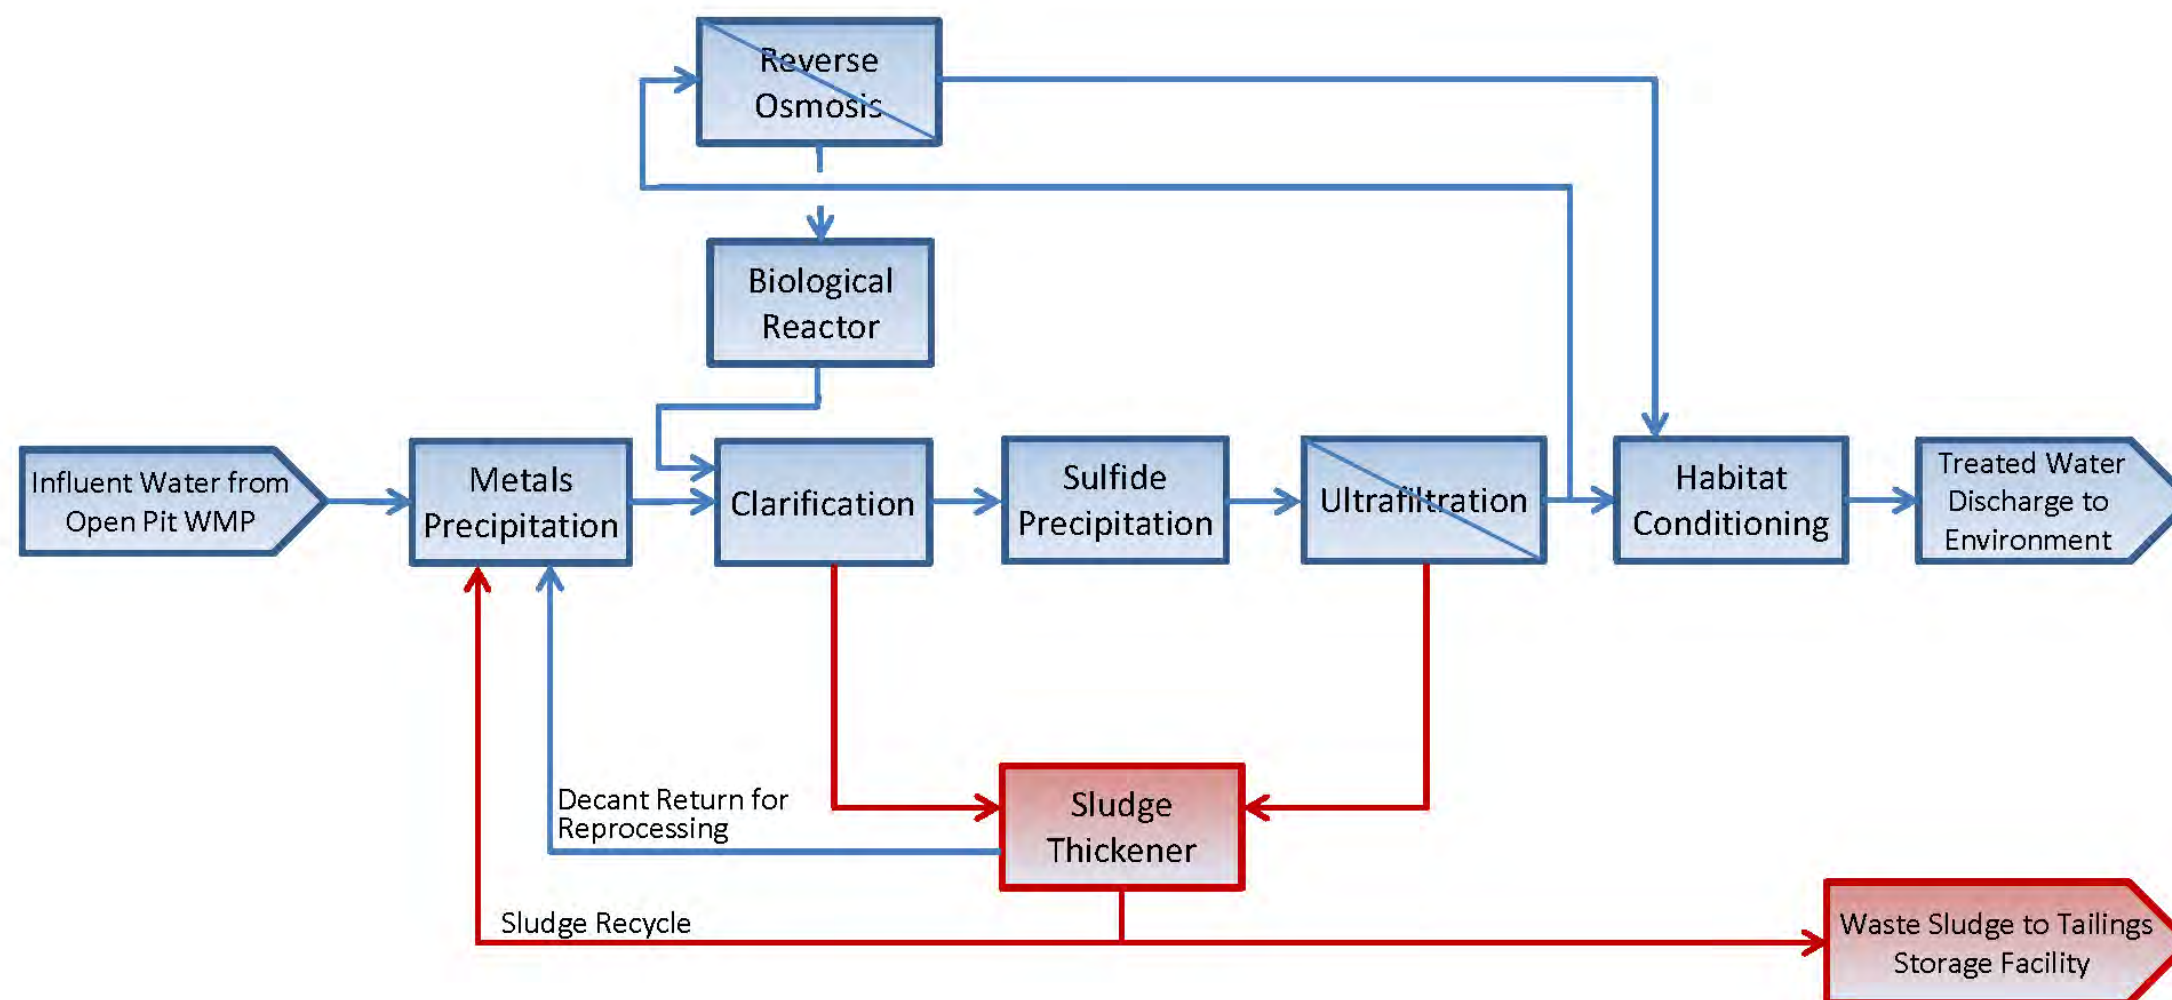 Reverse
Osmosis
Biological
Reactor
Influent Water from
Open Pit WMP
Metals
Precipitation
Clarification
Sulfide
Precipitation
Ultrafiltration
Habitat
Conditioning
Treated Water
Discharge to
Environment
Decant Return for
Reprocessing
Sludge
Thickener
Sludge Recycle
Waste Sludge to Tailings
Storage Facility